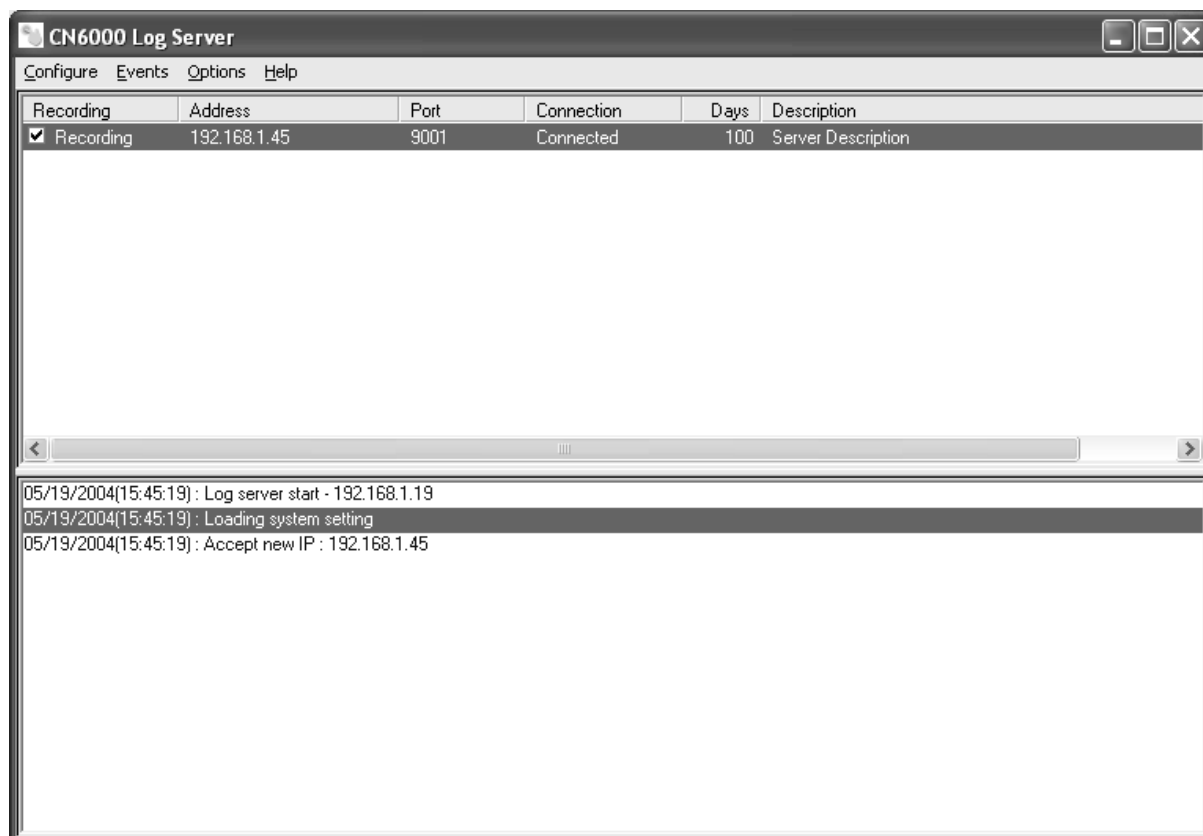 CN6000 Log Server
Configure Events Options Help
Recording Address Port Connection Days Description
Recording 192.168.1.45 9001 Connected 100 Server Description
05/19/2004(15:45:19) : Log server start - 192.168.1.19
05/19/2004(15:45:19) : Loading system setting
05/19/2004(15:45:19) : Accept new IP : 192.168.1.45